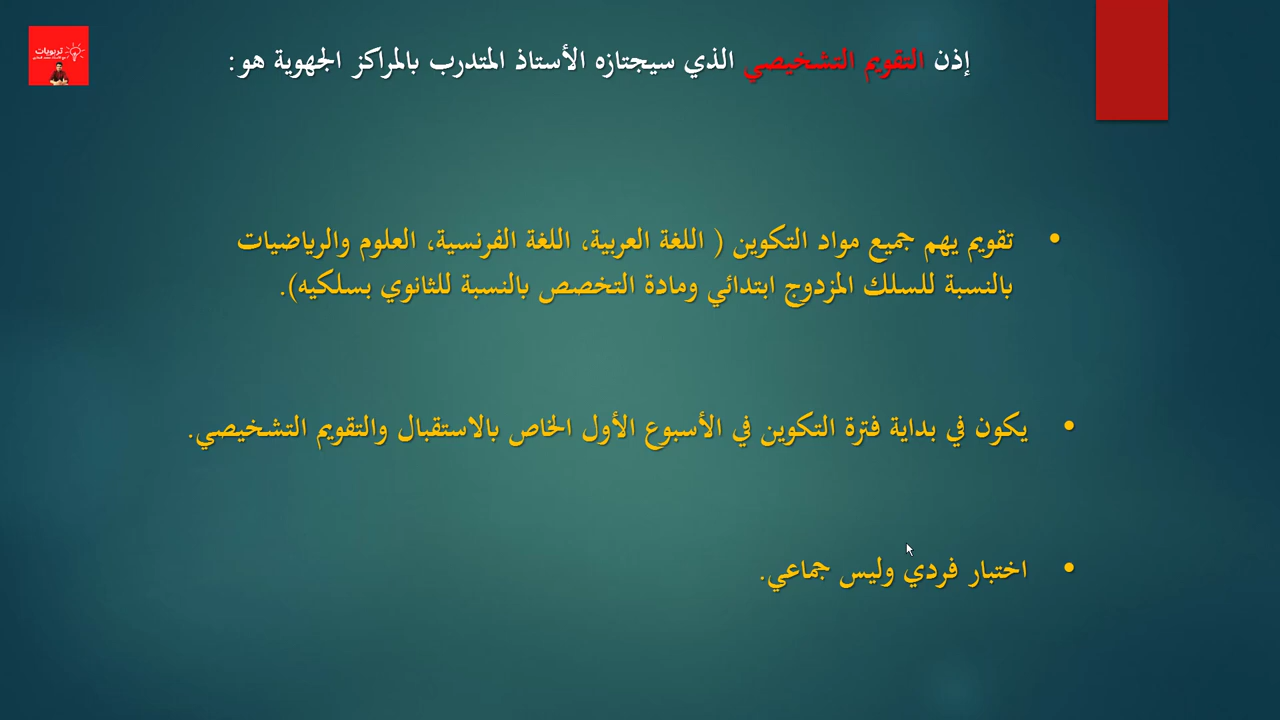 إذن التقويم التشخيصي الذي سيجتازه الأستاذ المتدرب بالمراكز الجهوية هو:
تربويات
• تقويم يهم جميع مواد التكوين ( اللغة العربية، اللغة الفرنسية، العلوم والرياضيات
بالنسبة للسلك المزدوج ابتدائي ومادة التخصص بالنسبة للثانوي بسلكيه).
• يكون في بداية فترة التكوين في الأسبوع الأول الخاص بالاستقبال والتقويم التشخيصي.
• اختبار فردي وليس جماعي.